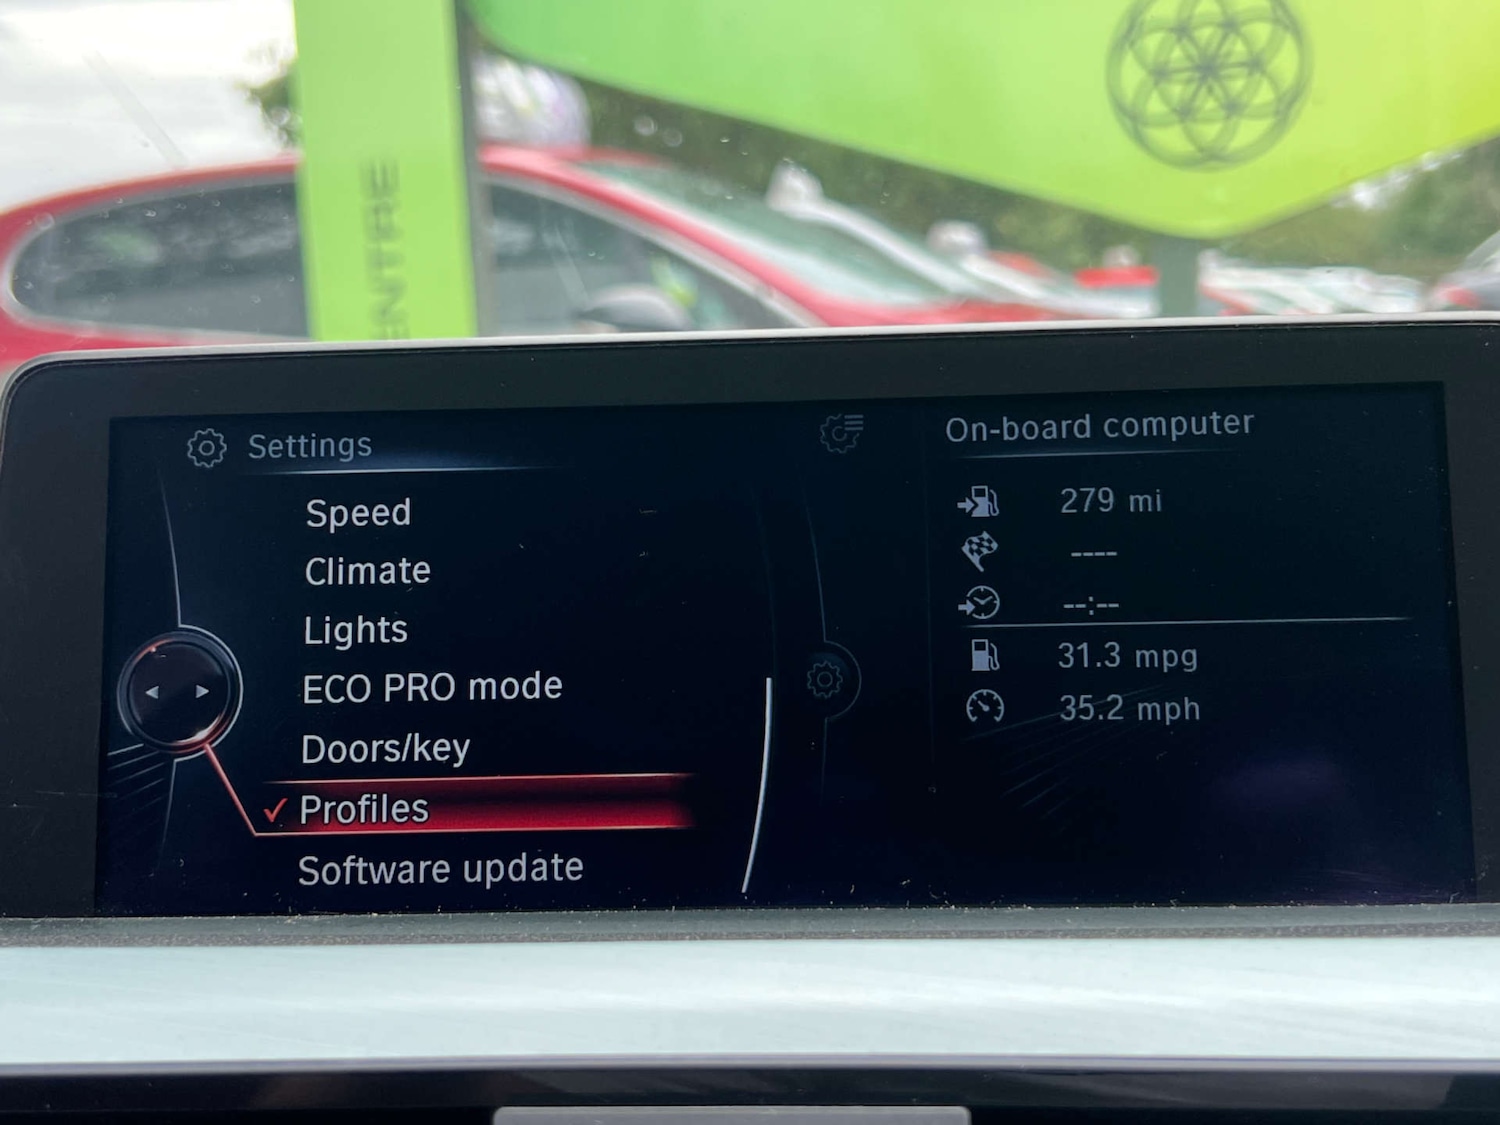 ENTRE
Settings
Speed
Climate
Lights
ECO PRO mode
Doors/key
✓ Profiles
Software update
On-board computer
279 mi
----
--:--
31.3 mpg
35.2 mph